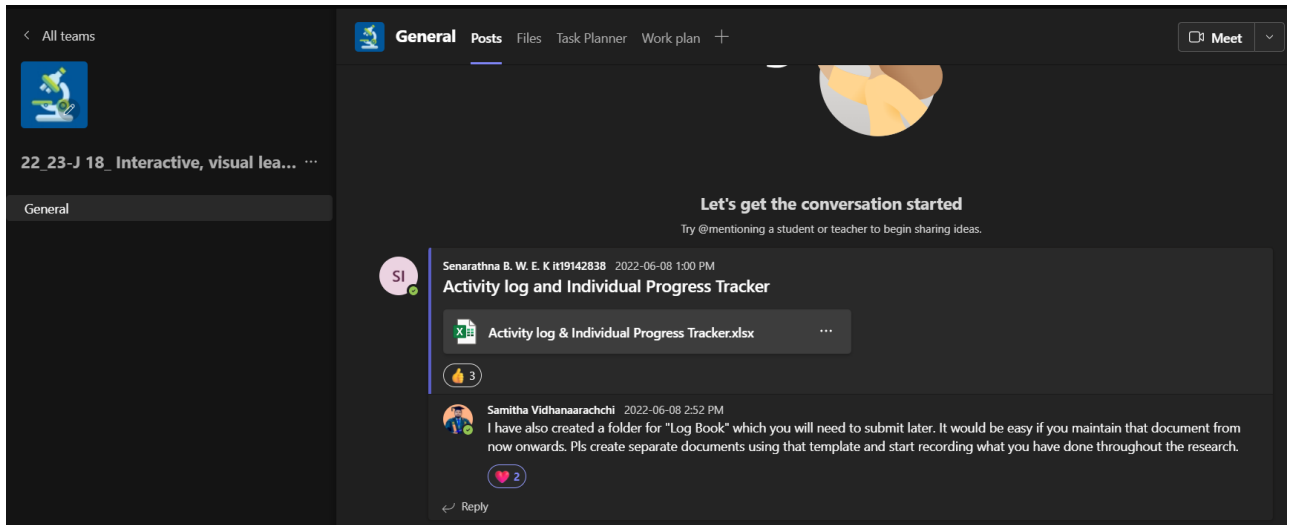 All teams
22_23-J 18_ Interactive, visual lea...
General
General Posts Files Task Planner Work plan
Meet
Let's get the conversation started
Try @mentioning a student or teacher to begin sharing ideas.
SI
Senarathna B. W. E. K it19142838 2022-06-08 1:00 PM
Activity log and Individual Progress Tracker
Activity log & Individual Progress Tracker.xlsx
3
Samitha Vidhanaarachchi 2022-06-08 2:52 PM
I have also created a folder for "Log Book" which you will need to submit later. It would be easy if you maintain that document from
now onwards. Pls create separate documents using that template and start recording what you have done throughout the research.
2
Reply